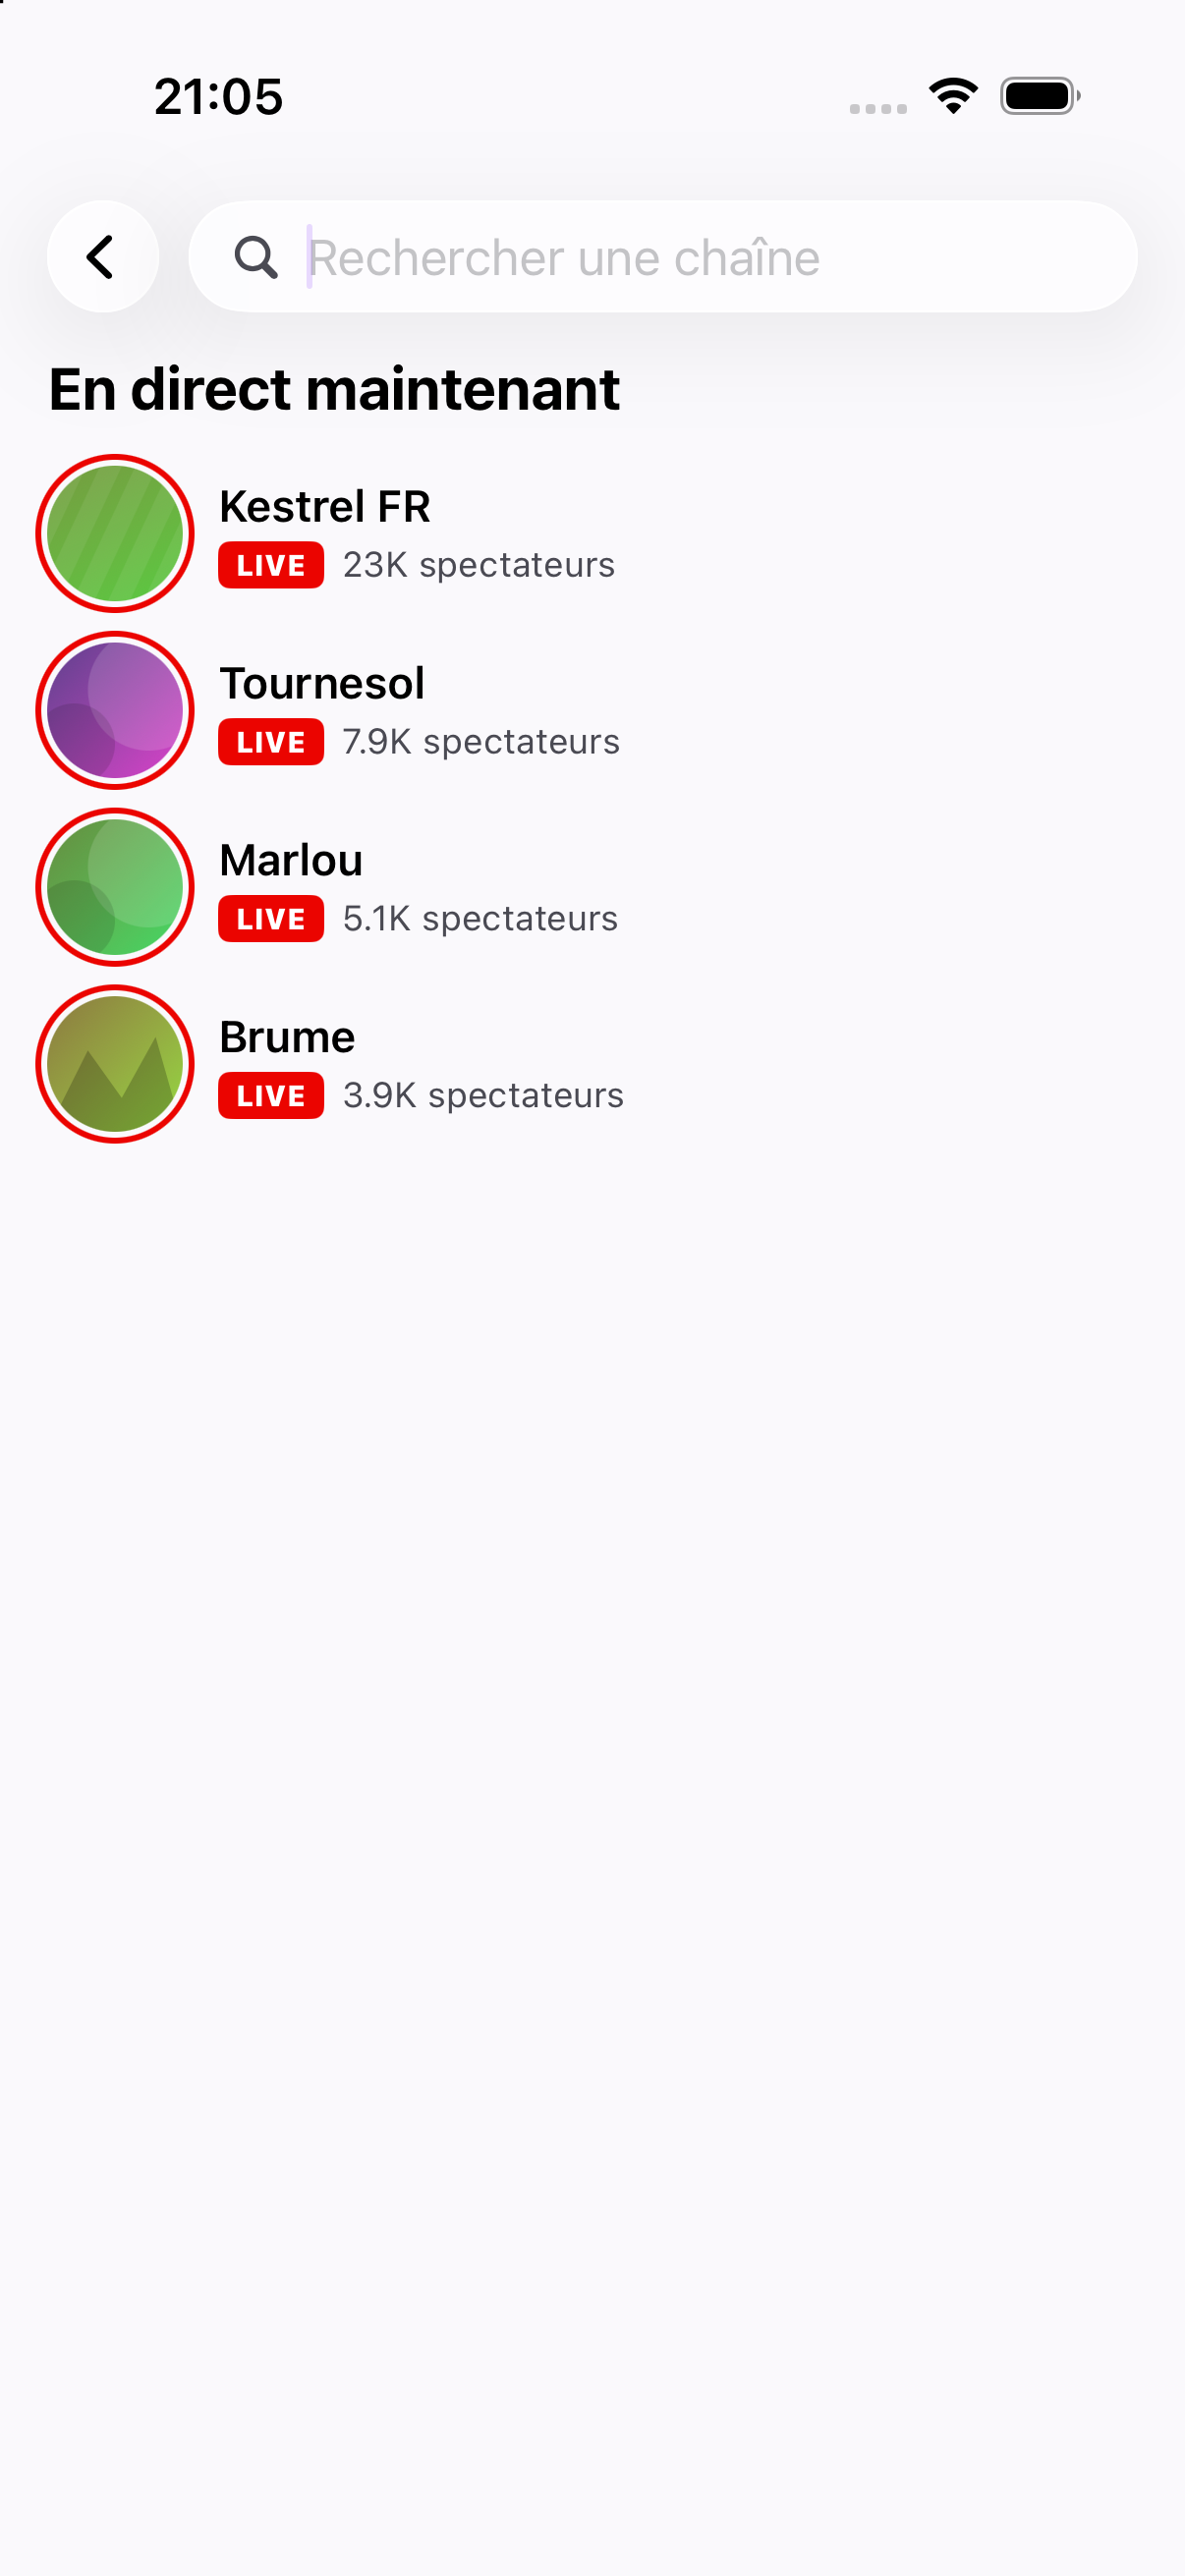 21:05
Rechercher une chaîne
En direct maintenant
Kestrel FR
LIVE 23K spectateurs
Tournesol
LIVE 7.9K spectateurs
Marlou
LIVE 5.1K spectateurs
Brume
LIVE 3.9K spectateurs